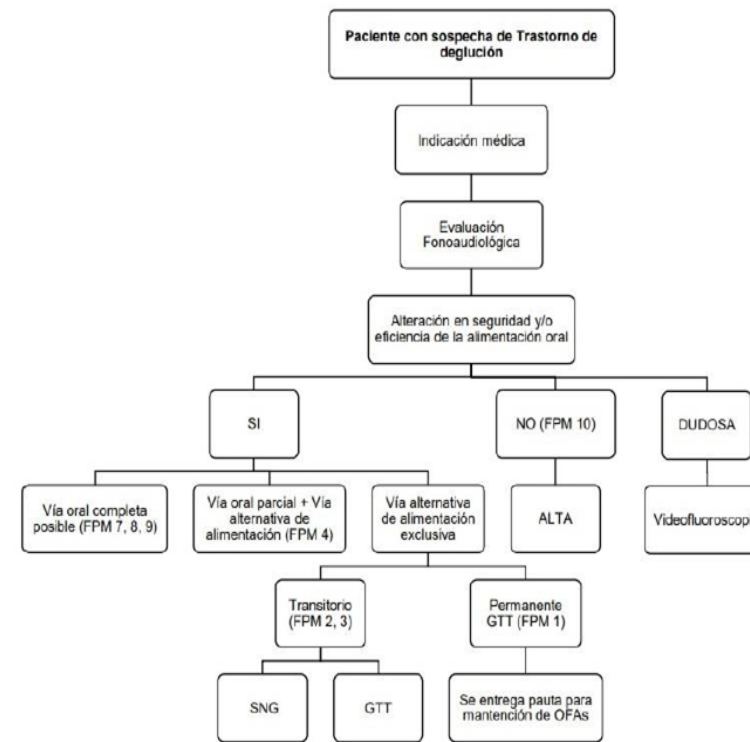 Paciente con sospecha de Trastorno de
deglución
Indicación médica
Evaluación
Fonoaudiológica
Alteración en seguridad y/o
eficiencia de la alimentación oral
SI
NO (FPM 10)
DUDOSA
Vía oral completa
posible (FPM 7, 8, 9)
Vía oral parcial + Vía
alternativa de
alimentación (FPM 4)
Vía alternativa
de alimentación
exclusiva
ALTA
Videofluoroscop
Transitorio
(FPM 2, 3)
Permanente
GTT (FPM 1)
SNG
GTT
Se entrega pauta para
mantención de OFAs